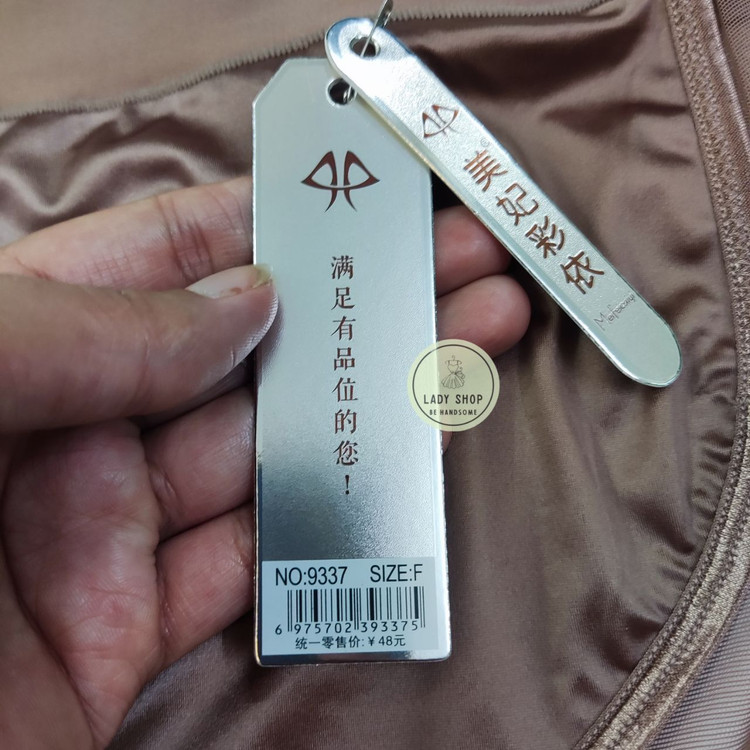 美妃彩依
满足有品位的您！
LADY SHOP
BE HANDSOME
NO:9337 SIZE:F
6 975702 393375
统一零售价:￥48元